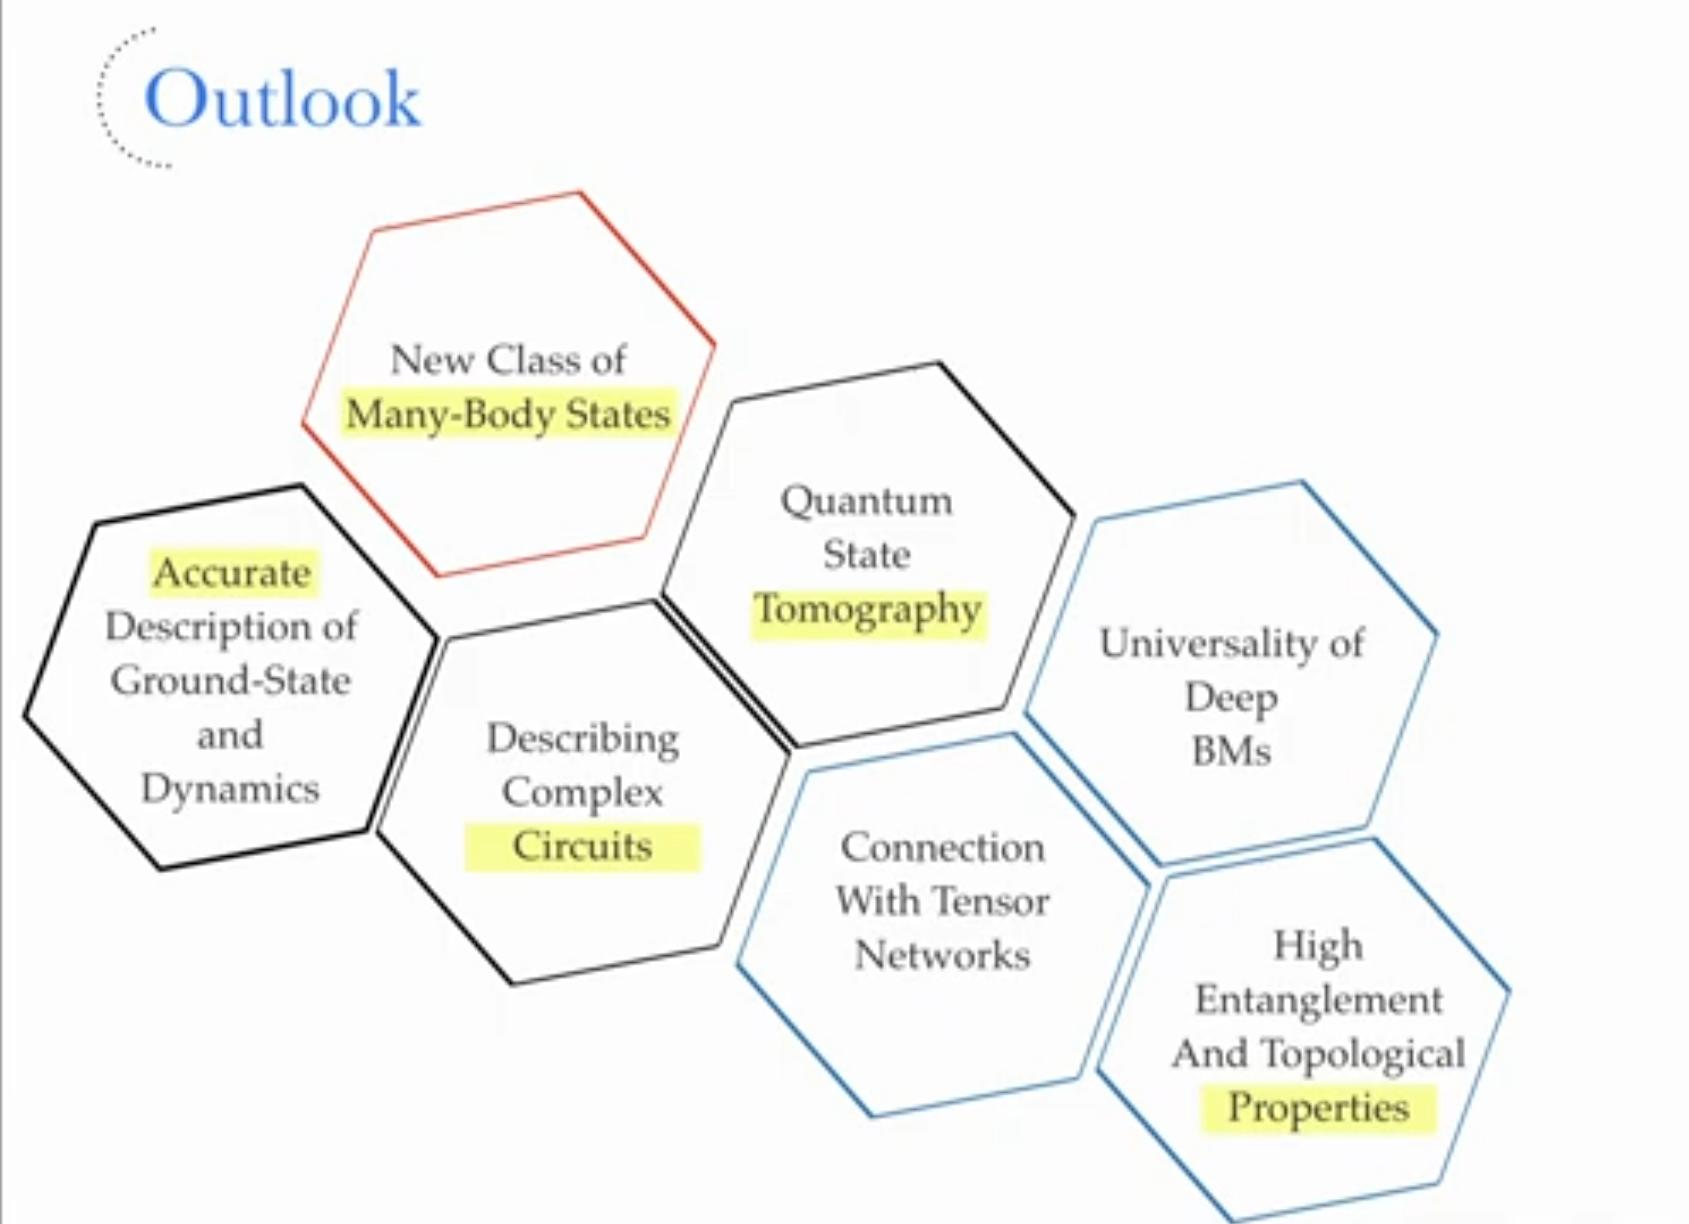 Outlook
New Class of
Many-Body States
Accurate
Description of
Ground-State
and
Dynamics
Describing
Complex
Circuits
Quantum
State
Tomography
Connection
With Tensor
Networks
Universality of
Deep
BMs
High
Entanglement
And Topological
Properties